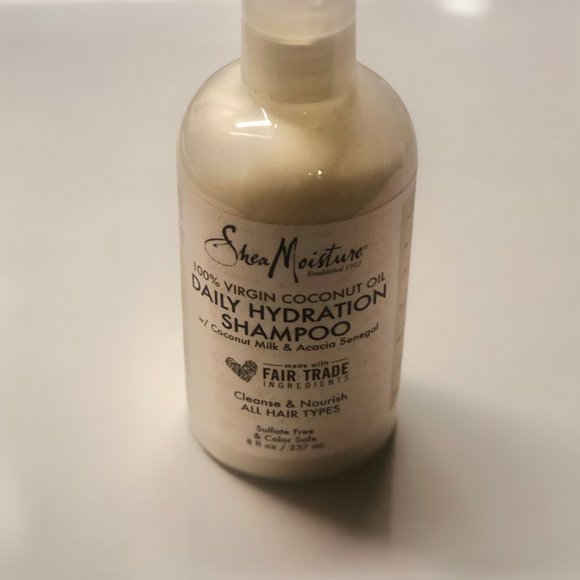 SheaMoisture®
Established 1912
100% VIRGIN COCONUT OIL
DAILY HYDRATION
SHAMPOO
w/ Coconut Milk & Acacia Senegal
made with
FAIR TRADE
INGREDIENTS
Cleanse & Nourish
ALL HAIR TYPES
Sulfate Free
& Color Safe
8 fl oz / 237 mL